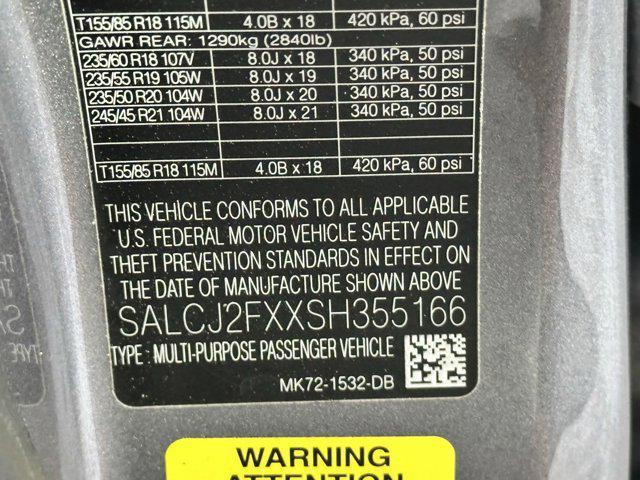 T155/85 R18 115M 4.0B x 18 420 kPa, 60 psi
GAWR REAR: 1290kg (2840lb)
235/60 R18 107V 8.0J x 18 340 kPa, 50 psi
235/55 R19 105W 8.0J x 19 340 kPa, 50 psi
235/50 R20 104W 8.0J x 20 340 kPa, 50 psi
245/45 R21 104W 8.0J x 21 340 kPa, 50 psi
T155/85 R18 115M 4.0B x 18 420 kPa, 60 psi
THIS VEHICLE CONFORMS TO ALL APPLICABLE
U.S. FEDERAL MOTOR VEHICLE SAFETY AND
THEFT PREVENTION STANDARDS IN EFFECT ON
THE DATE OF MANUFACTURE SHOWN ABOVE
SALCJ2FXXSH355166
TYPE : MULTI-PURPOSE PASSENGER VEHICLE
MK72-1532-DB
WARNING
ATTENTION